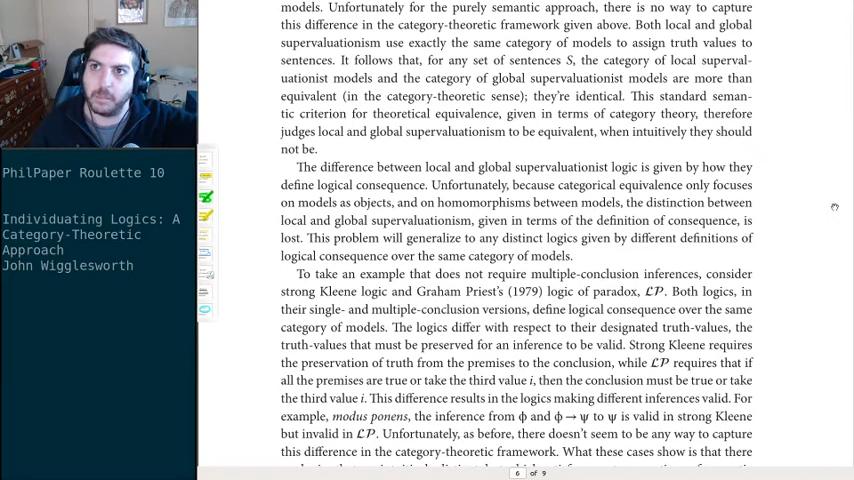 models. Unfortunately for the purely semantic approach, there is no way to capture
this difference in the category-theoretic framework given above. Both local and global
supervaluationism use exactly the same category of models to assign truth values to
sentences. It follows that, for any set of sentences S, the category of local superval-
uationist models and the category of global supervaluationist models are more than
equivalent (in the category-theoretic sense); they're identical. This standard seman-
tic criterion for theoretical equivalence, given in terms of category theory, therefore
judges local and global supervaluationism to be equivalent, when intuitively they should
not be.
The difference between local and global supervaluationist logic is given by how they
define logical consequence. Unfortunately, because categorical equivalence only focuses
on models as objects, and on homomorphisms between models, the distinction between
local and global supervaluationism, given in terms of the definition of consequence, is
lost. This problem will generalize to any distinct logics given by different definitions of
logical consequence over the same category of models.
To take an example that does not require multiple-conclusion inferences, consider
strong Kleene logic and Graham Priest's (1979) logic of paradox, LP. Both logics, in
their single- and multiple-conclusion versions, define logical consequence over the same
category of models. The logics differ with respect to their designated truth-values, the
truth-values that must be preserved for an inference to be valid. Strong Kleene requires
the preservation of truth from the premises to the conclusion, while LP requires that if
all the premises are true or take the third value i, then the conclusion must be true or take
the third value i. This difference results in the logics making different inferences valid. For
example, modus ponens, the inference from ϕ and ϕ → ψ to ψ is valid in strong Kleene
but invalid in LP. Unfortunately, as before, there doesn't seem to be any way to capture
this difference in the category-theoretic framework. What these cases show is that there
PhilPaper Roulette 10
Individuating Logics: A
Category-Theoretic
Approach
John Wigglesworth
6 of 9